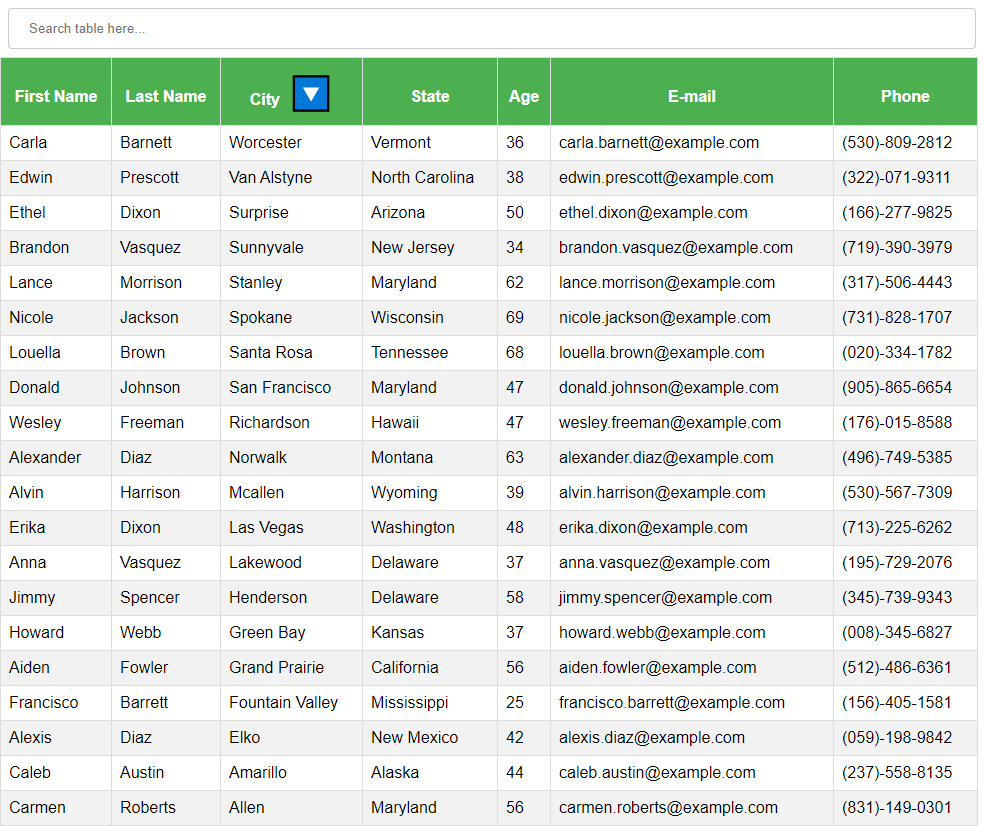 Search table here...
First Name Last Name City ▼ State Age E-mail Phone
Carla Barnett Worcester Vermont 36 carla.barnett@example.com (530)-809-2812
Edwin Prescott Van Alstyne North Carolina 38 edwin.prescott@example.com (322)-071-9311
Ethel Dixon Surprise Arizona 50 ethel.dixon@example.com (166)-277-9825
Brandon Vasquez Sunnyvale New Jersey 34 brandon.vasquez@example.com (719)-390-3979
Lance Morrison Stanley Maryland 62 lance.morrison@example.com (317)-506-4443
Nicole Jackson Spokane Wisconsin 69 nicole.jackson@example.com (731)-828-1707
Louella Brown Santa Rosa Tennessee 68 louella.brown@example.com (020)-334-1782
Donald Johnson San Francisco Maryland 47 donald.johnson@example.com (905)-865-6654
Wesley Freeman Richardson Hawaii 47 wesley.freeman@example.com (176)-015-8588
Alexander Diaz Norwalk Montana 63 alexander.diaz@example.com (496)-749-5385
Alvin Harrison Mcallen Wyoming 39 alvin.harrison@example.com (530)-567-7309
Erika Dixon Las Vegas Washington 48 erika.dixon@example.com (713)-225-6262
Anna Vasquez Lakewood Delaware 37 anna.vasquez@example.com (195)-729-2076
Jimmy Spencer Henderson Delaware 58 jimmy.spencer@example.com (345)-739-9343
Howard Webb Green Bay Kansas 37 howard.webb@example.com (008)-345-6827
Aiden Fowler Grand Prairie California 56 aiden.fowler@example.com (512)-486-6361
Francisco Barrett Fountain Valley Mississippi 25 francisco.barrett@example.com (156)-405-1581
Alexis Diaz Elko New Mexico 42 alexis.diaz@example.com (059)-198-9842
Caleb Austin Amarillo Alaska 44 caleb.austin@example.com (237)-558-8135
Carmen Roberts Allen Maryland 56 carmen.roberts@example.com (831)-149-0301